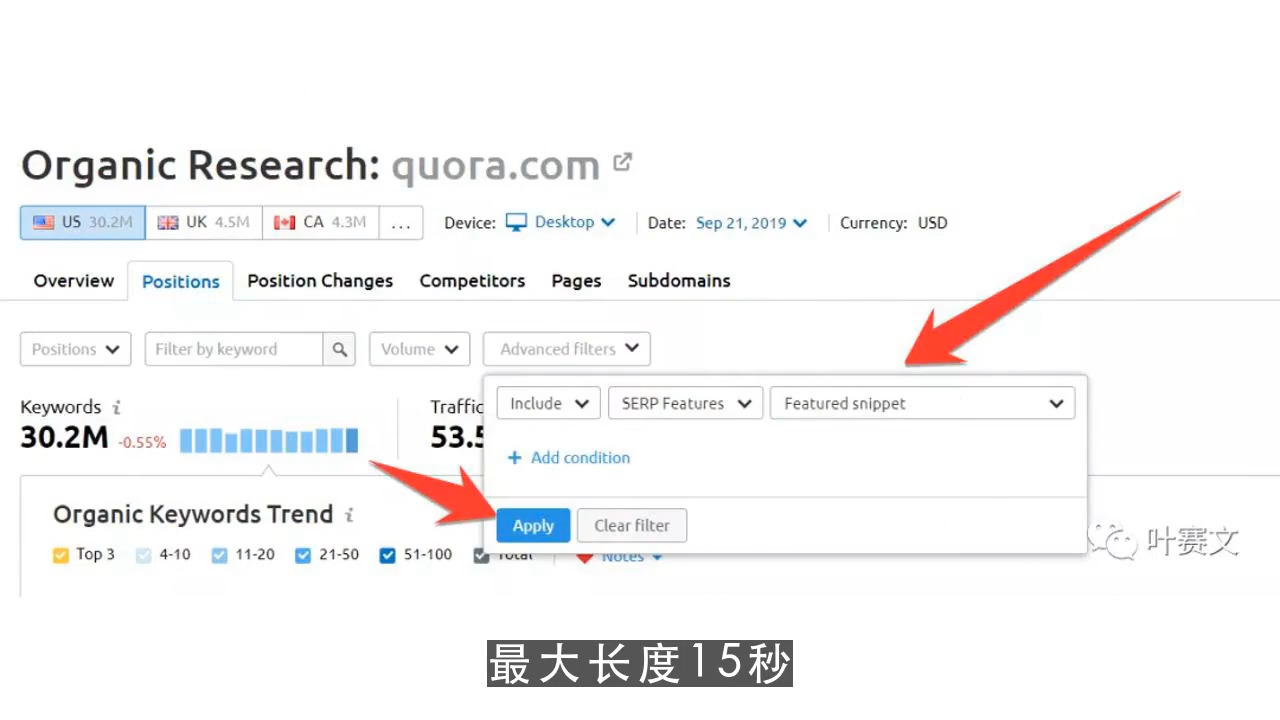 Organic Research: quora.com
US 30.2M UK 4.5M CA 4.3M ... Device: Desktop Date: Sep 21, 2019 Currency: USD
Overview Positions Position Changes Competitors Pages Subdomains
Positions Filter by keyword Volume Advanced filters
Include SERP Features Featured snippet
Keywords i Traffic
30.2M -0.55% 53.5
+ Add condition
Organic Keywords Trend i
Apply Clear filter
Top 3 4-10 11-20 21-50 51-100 Total Notes
叶赛文
最大长度15秒